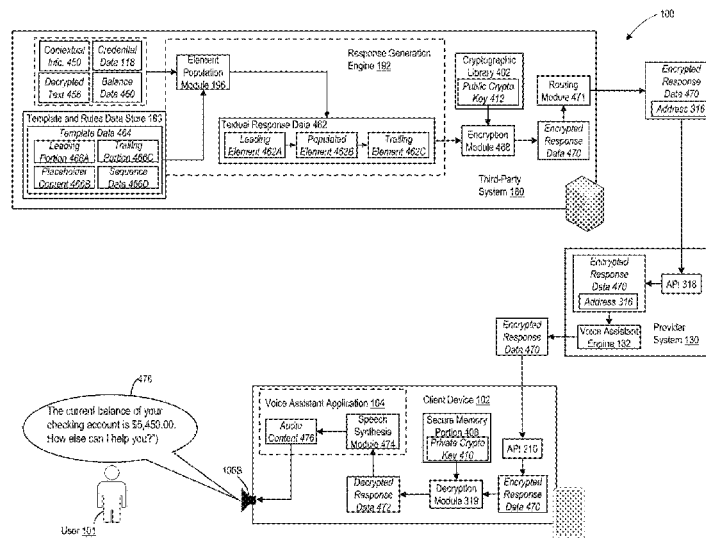 100
Contextual
Info. 450
Credential
Data 118
Decrypted
Text 456
Balance
Data 460
Element
Population
Module 196
Response Generation
Engine 192
Template and Rules Data Store 163
Template Data 464
Leading
Portion 466A
Trailing
Portion 466C
Placeholder
Content 466B
Sequence
Data 466D
Textual Response Data 462
Leading
Element 462A
Populated
Element 462B
Trailing
Element 462C
Cryptographic
Library 402
Public Crypto
Key 412
Encryption
Module 468
Routing
Module 471
Encrypted
Response
Data 470
Third-Party
System 160
Encrypted
Response
Data 470
Address 316
Encrypted
Response
Data 470
Address 316
API 318
Voice Assistant
Engine 132
Provider
System 130
Encrypted
Response
Data 470
Voice Assistant Application 104
Client Device 102
Audio
Content 476
Speech
Synthesis
Module 474
Secure Memory
Portion 408
Private Crypto
Key 410
API 215
Decrypted
Response
Data 472
Decryption
Module 319
Encrypted
Response
Data 470
478
The current balance of your
checking account is $6,450.00.
How else can I help you?")
105B
User 101